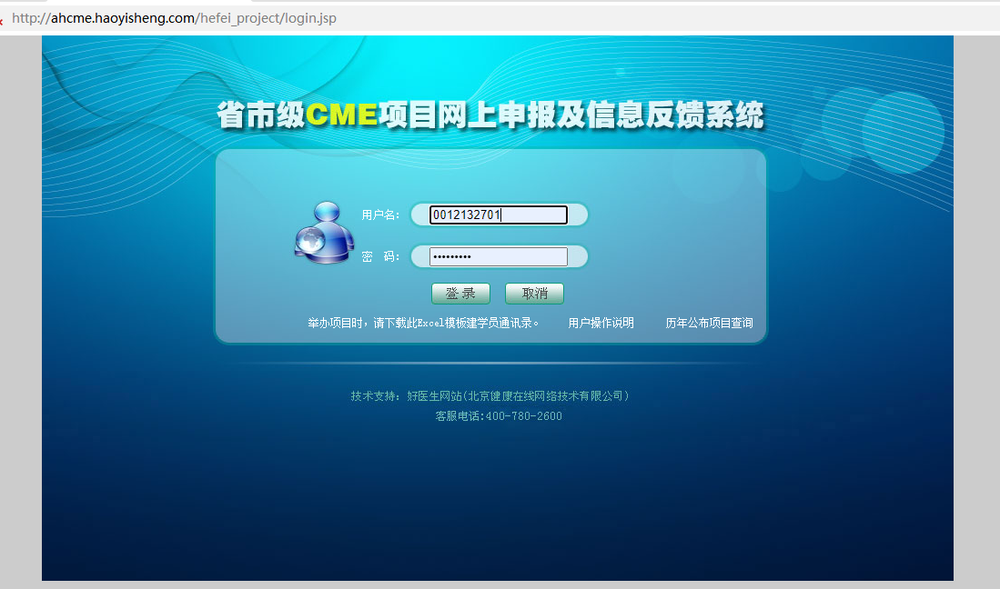 http://ahcme.haoyisheng.com/hefei_project/login.jsp
省市级CME项目网上申报及信息反馈系统
用户名: 0012132701
密 码: •••••••••
登 录 取消
举办项目时，请下载此Excel模板建学员通讯录。 用户操作说明 历年公布项目查询
技术支持: 好医生网站(北京健康在线网络技术有限公司)
客服电话:400-780-2600